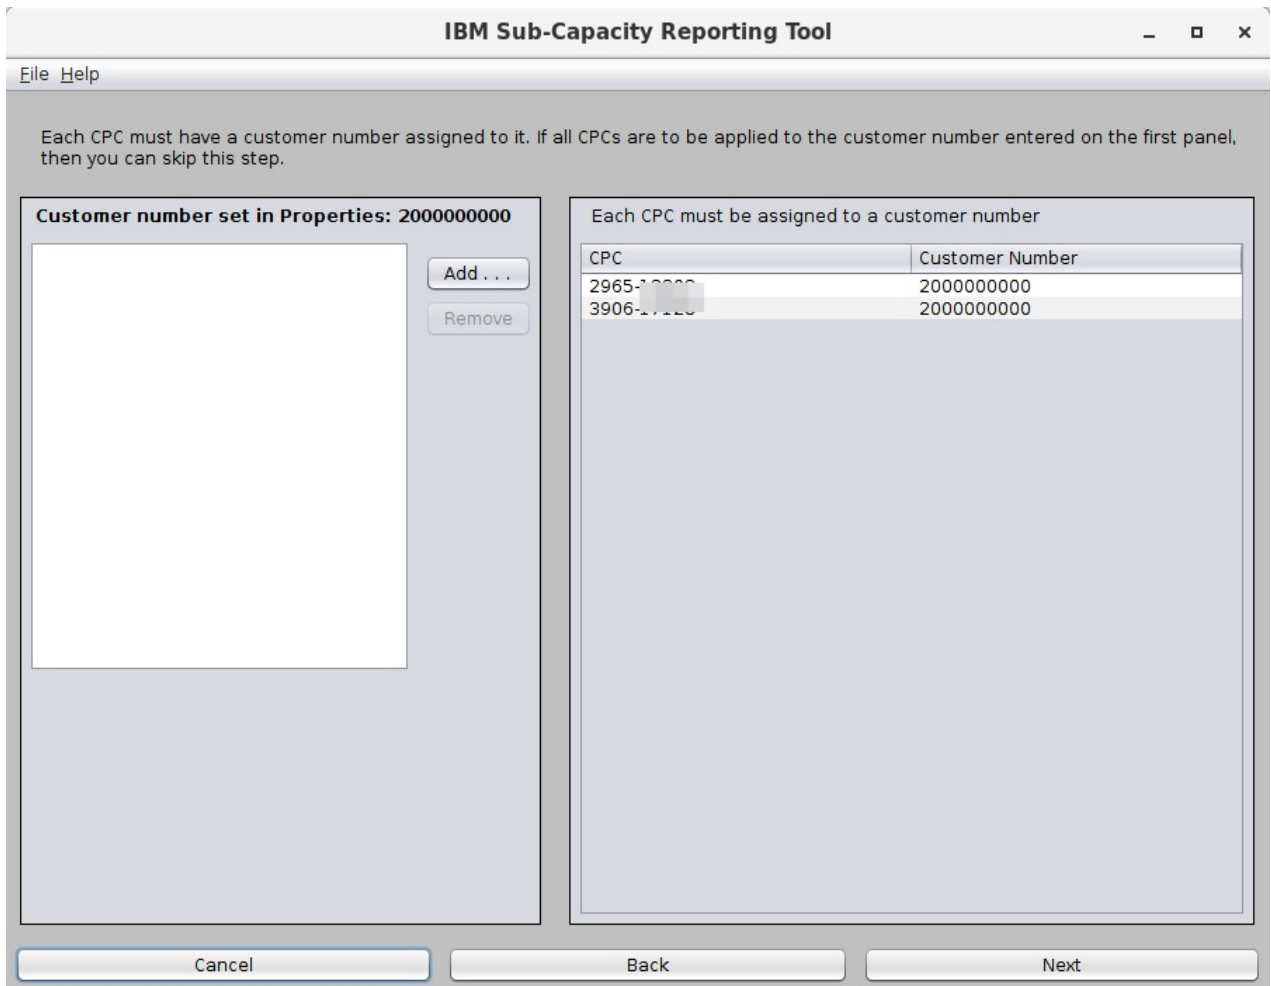 IBM Sub-Capacity Reporting Tool
File Help
Each CPC must have a customer number assigned to it. If all CPCs are to be applied to the customer number entered on the first panel,
then you can skip this step.
Customer number set in Properties: 2000000000
Add . . .
Remove
Each CPC must be assigned to a customer number
CPC Customer Number
2965- 2000000000
3906- 2000000000
Cancel Back Next